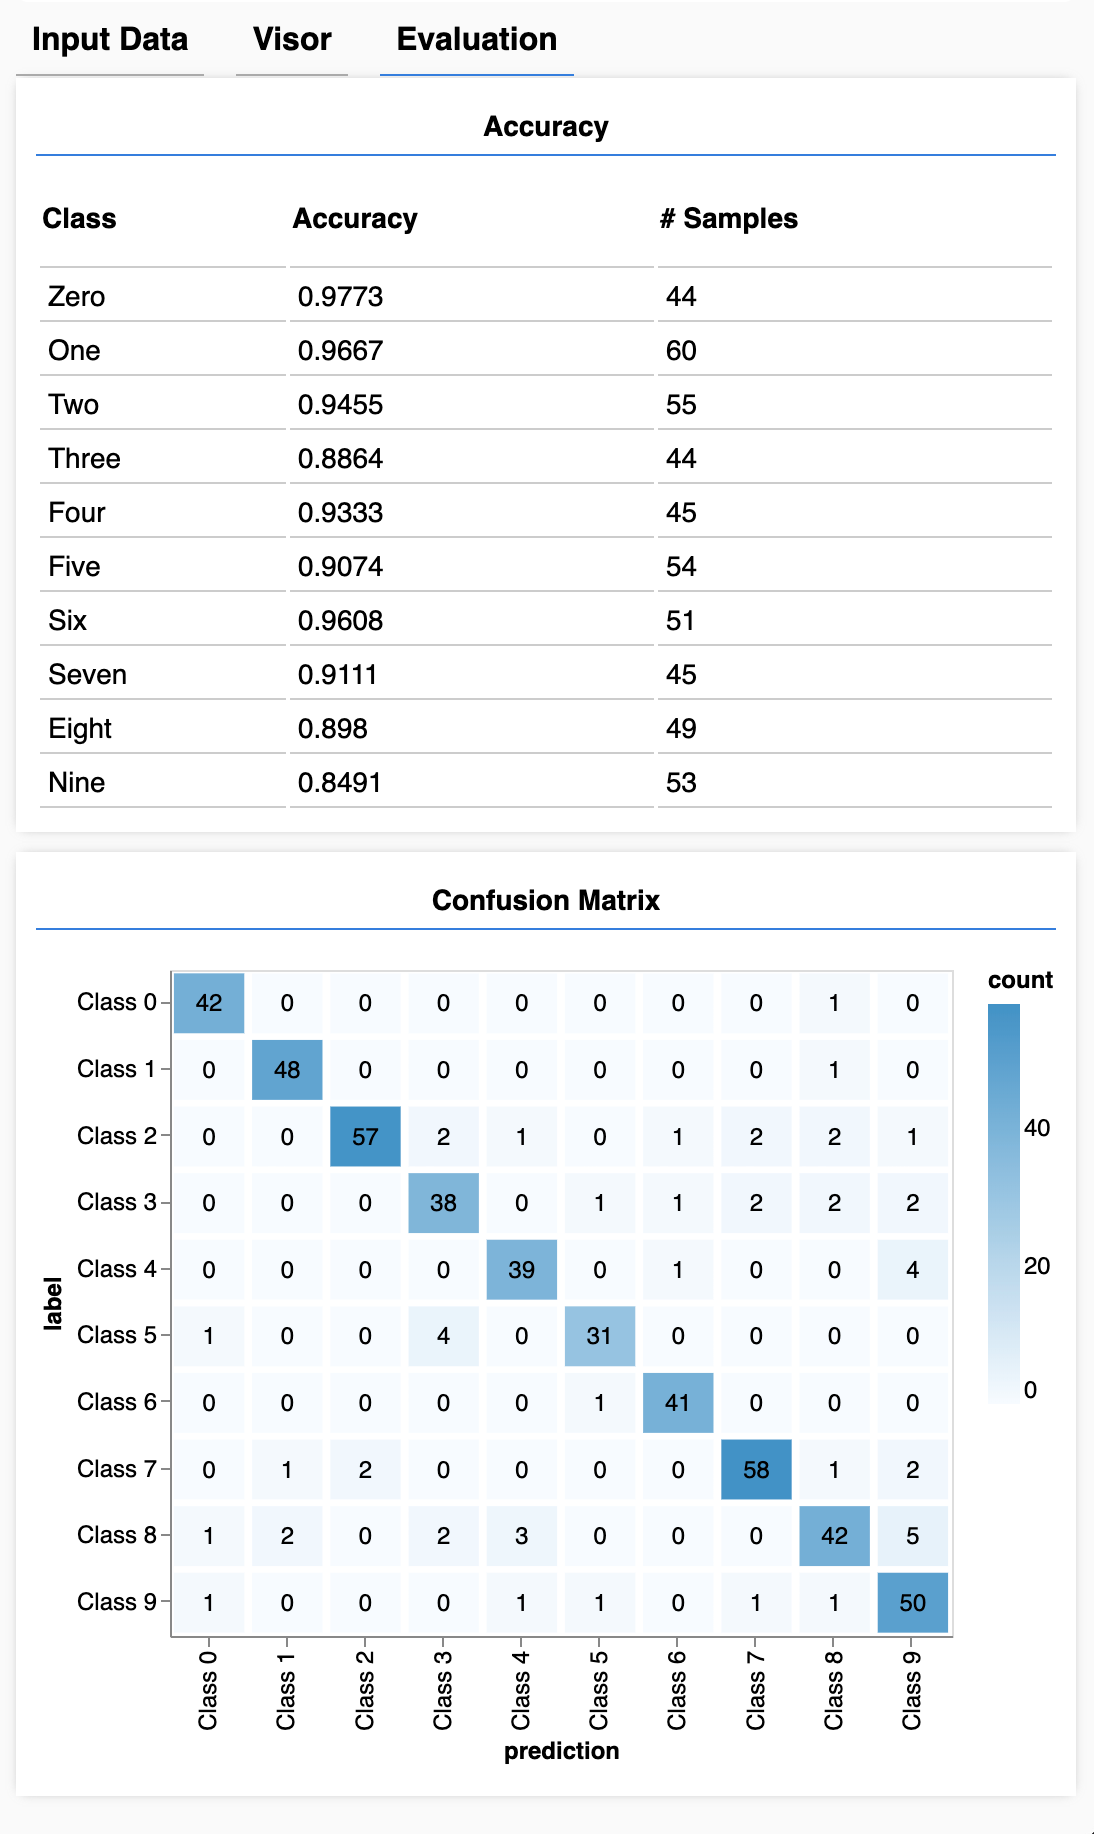 Input Data Visor Evaluation
Accuracy
Class Accuracy # Samples
Zero 0.9773 44
One 0.9667 60
Two 0.9455 55
Three 0.8864 44
Four 0.9333 45
Five 0.9074 54
Six 0.9608 51
Seven 0.9111 45
Eight 0.898 49
Nine 0.8491 53
Confusion Matrix
count
Class 0 42 0 0 0 0 0 0 0 1 0
Class 1 0 48 0 0 0 0 0 0 1 0
Class 2 0 0 57 2 1 0 1 2 2 1
40
Class 3 0 0 0 38 0 1 1 2 2 2
Class 4 0 0 0 0 39 0 1 0 0 4
20
label
Class 5 1 0 0 4 0 31 0 0 0 0
Class 6 0 0 0 0 0 1 41 0 0 0
0
Class 7 0 1 2 0 0 0 0 58 1 2
Class 8 1 2 0 2 3 0 0 0 42 5
Class 9 1 0 0 0 1 1 0 1 1 50
Class 0 Class 1 Class 2 Class 3 Class 4 Class 5 Class 6 Class 7 Class 8 Class 9
prediction